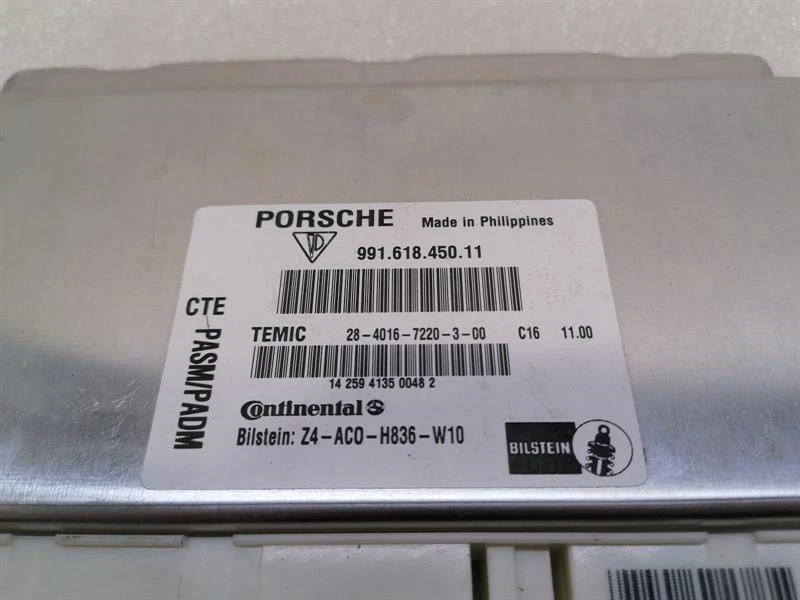 PORSCHE Made in Philippines
991.618.450.11
CTE
PASM/PADM
TEMIC 28-4016-7220-3-00 C16 11.00
14 259 4135 0048 2
Continental
Bilstein: Z4-ACO-H836-W10
BILSTEIN